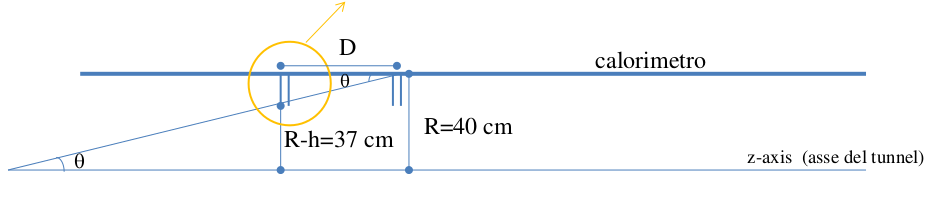 D
calorimetro
θ
R-h=37 cm
R=40 cm
θ
z-axis (asse del tunnel)